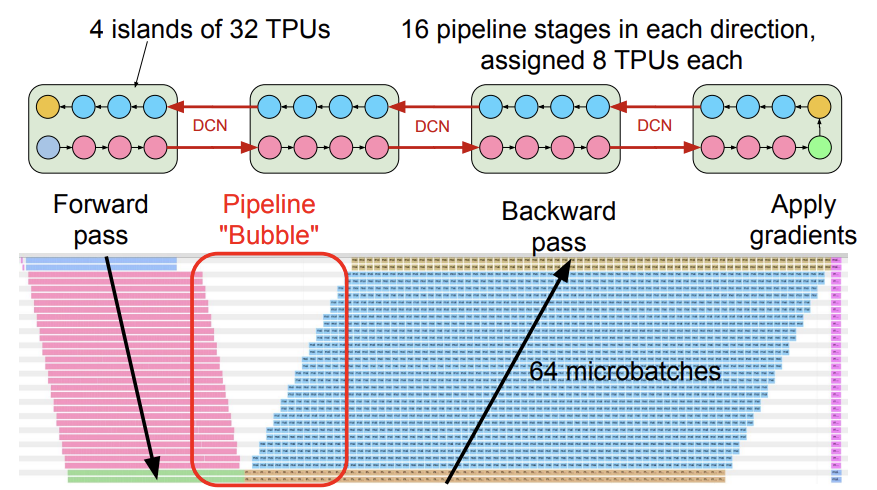 4 islands of 32 TPUs
16 pipeline stages in each direction,
assigned 8 TPUs each
DCN
DCN
DCN
Forward
pass
Pipeline
"Bubble"
Backward
pass
Apply
gradients
64 microbatches